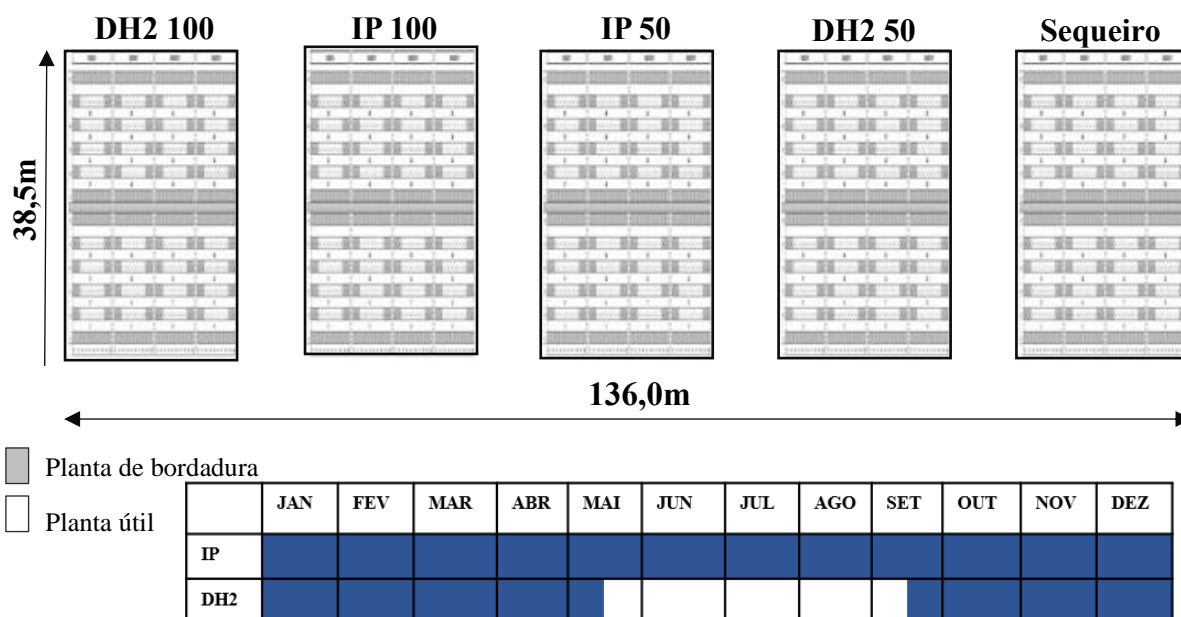 DH2 100 IP 100 IP 50 DH2 50 Sequeiro
38,5m
136,0m
Planta de bordadura
Planta útil
JAN FEV MAR ABR MAI JUN JUL AGO SET OUT NOV DEZ
IP
DH2